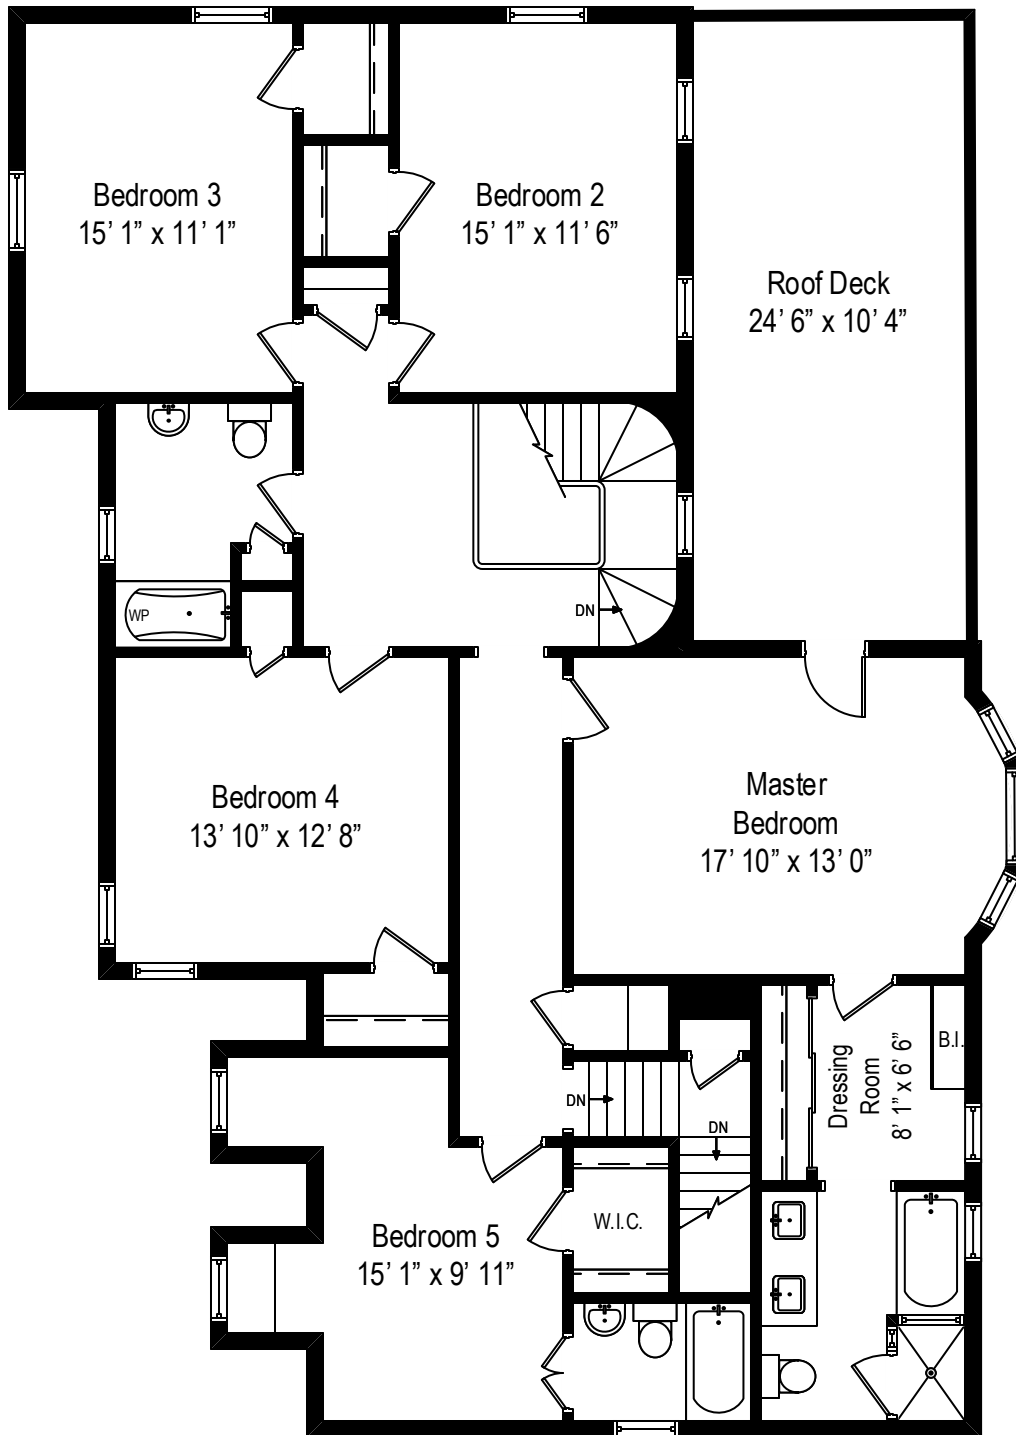 Bedroom 3
15’ 1” x 11’ 1”
Bedroom 2
15’ 1” x 11’ 6”
Roof Deck
24’ 6” x 10’ 4”
WP
DN
Bedroom 4
13’ 10” x 12’ 8”
Master
Bedroom
17’ 10” x 13’ 0”
Dressing
Room
8’ 1” x 6’ 6”
B.I.
DN
DN
W.I.C.
Bedroom 5
15’ 1” x 9’ 11”